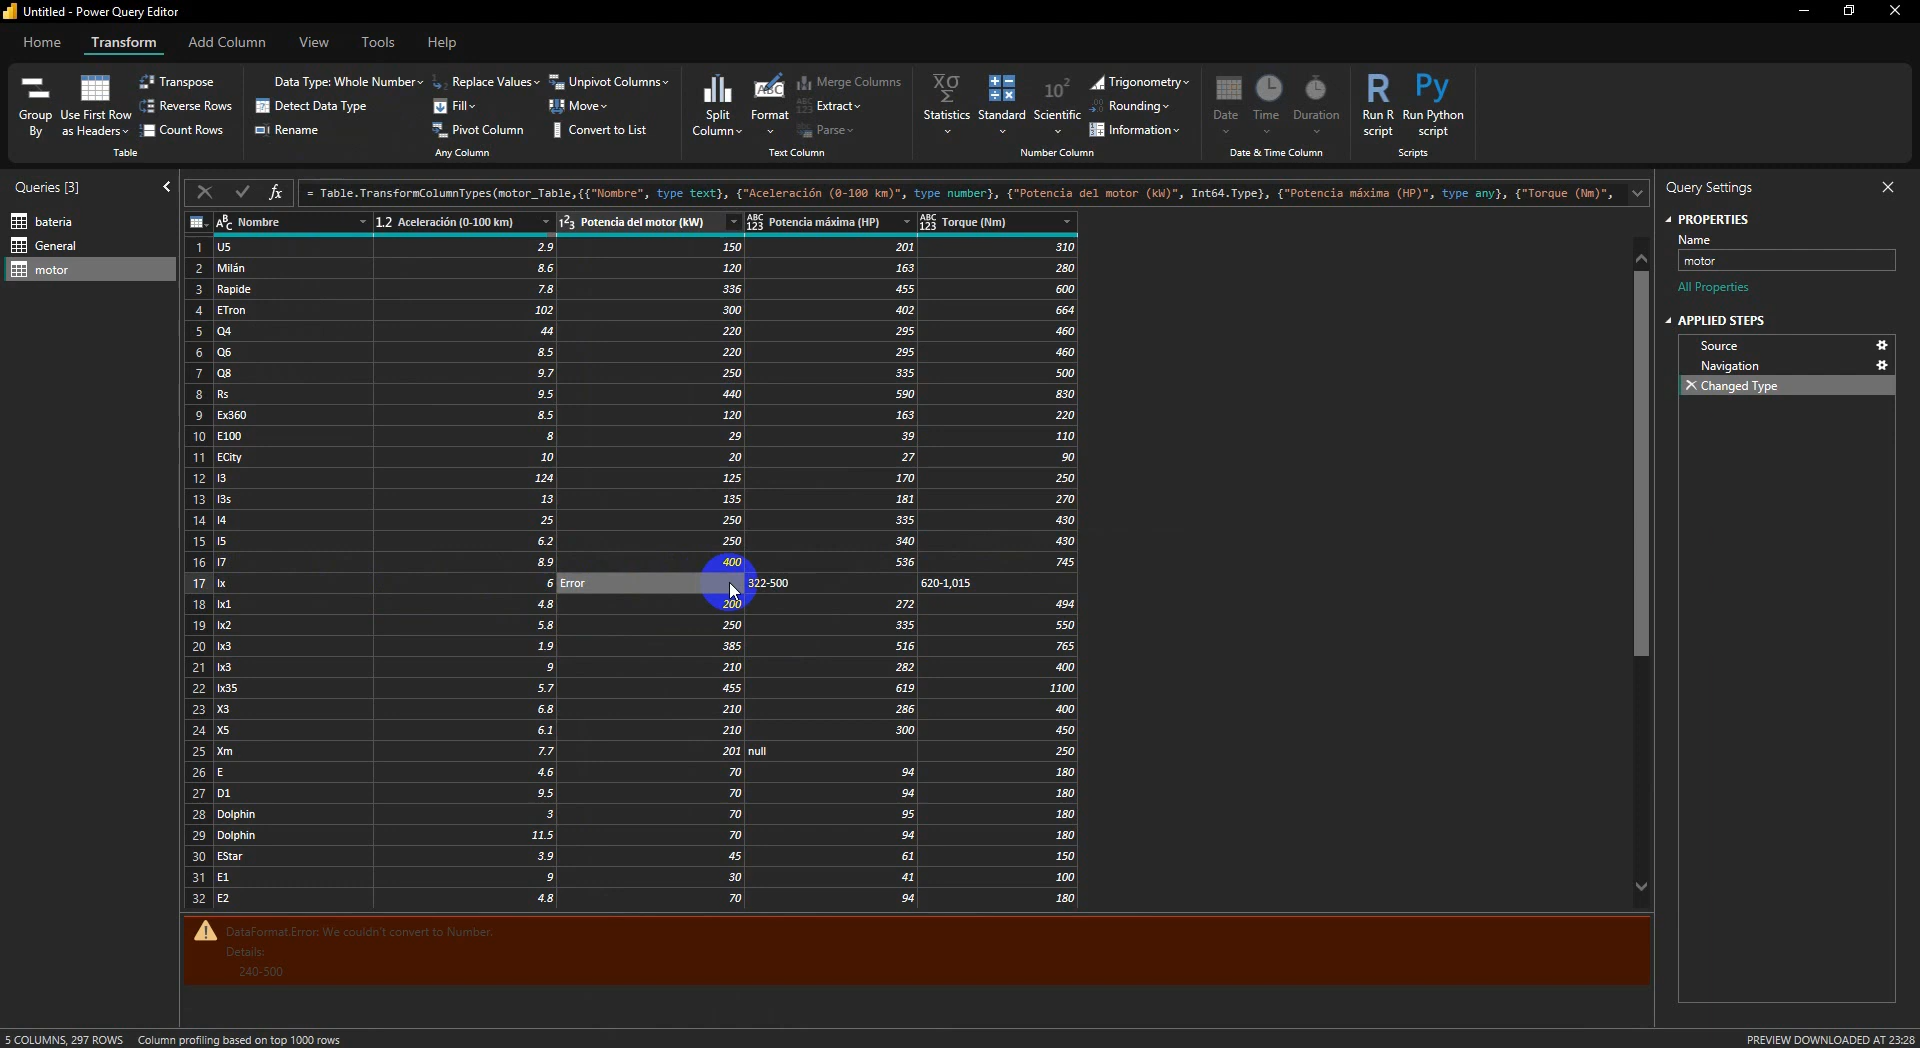 Untitled - Power Query Editor
Home Transform Add Column View Tools Help
Group By
Use First Row as Headers
Transpose
Reverse Rows
Count Rows
Table
Data Type: Whole Number
Detect Data Type
Rename
Replace Values
Fill
Pivot Column
Unpivot Columns
Move
Convert to List
Any Column
Split Column
ABC
Format
Merge Columns
ABC 123 Extract
Parse
Text Column
XΣ σ
Statistics
Standard
10² Scientific
Trigonometry
.00 Rounding
Information
Number Column
Date
Time
Duration
Date & Time Column
R
Run R script
Py
Run Python script
Scripts
Queries [3]
bateria
General
motor
fx = Table.TransformColumnTypes(motor_Table,{{"Nombre", type text}, {"Aceleración (0-100 km)", type number}, {"Potencia del motor (kW)", Int64.Type}, {"Potencia máxima (HP)", type any}, {"Torque (Nm)",
ABC Nombre 1.2 Aceleración (0-100 km) 123 Potencia del motor (kW) ABC 123 Potencia máxima (HP) ABC 123 Torque (Nm)
1 U5 2.9 150 201 310
2 Milán 8.6 120 163 280
3 Rapide 7.8 336 455 600
4 ETron 102 300 402 664
5 Q4 44 220 295 460
6 Q6 8.5 220 295 460
7 Q8 9.7 250 335 500
8 Rs 9.5 440 590 830
9 Ex360 8.5 120 163 220
10 E100 8 29 39 110
11 ECity 10 20 27 90
12 I3 124 125 170 250
13 I3s 13 135 181 270
14 I4 25 250 335 430
15 I5 6.2 250 340 430
16 I7 8.9 400 536 745
17 Ix 6 Error 322-500 620-1,015
18 Ix1 4.8 200 272 494
19 Ix2 5.8 250 335 550
20 Ix3 1.9 385 516 765
21 Ix3 9 210 282 400
22 Ix35 5.7 455 619 1100
23 X3 6.8 210 286 400
24 X5 6.1 210 300 450
25 Xm 7.7 201 null 250
26 E 4.6 70 94 180
27 D1 9.5 70 94 180
28 Dolphin 3 70 95 180
29 Dolphin 11.5 70 94 180
30 EStar 3.9 45 61 150
31 E1 9 30 41 100
32 E2 4.8 70 94 180
DataFormat.Error: We couldn't convert to Number.
Details:
240-500
Query Settings
PROPERTIES
Name
motor
All Properties
APPLIED STEPS
Source
Navigation
Changed Type
5 COLUMNS, 297 ROWS Column profiling based on top 1000 rows
PREVIEW DOWNLOADED AT 23:28